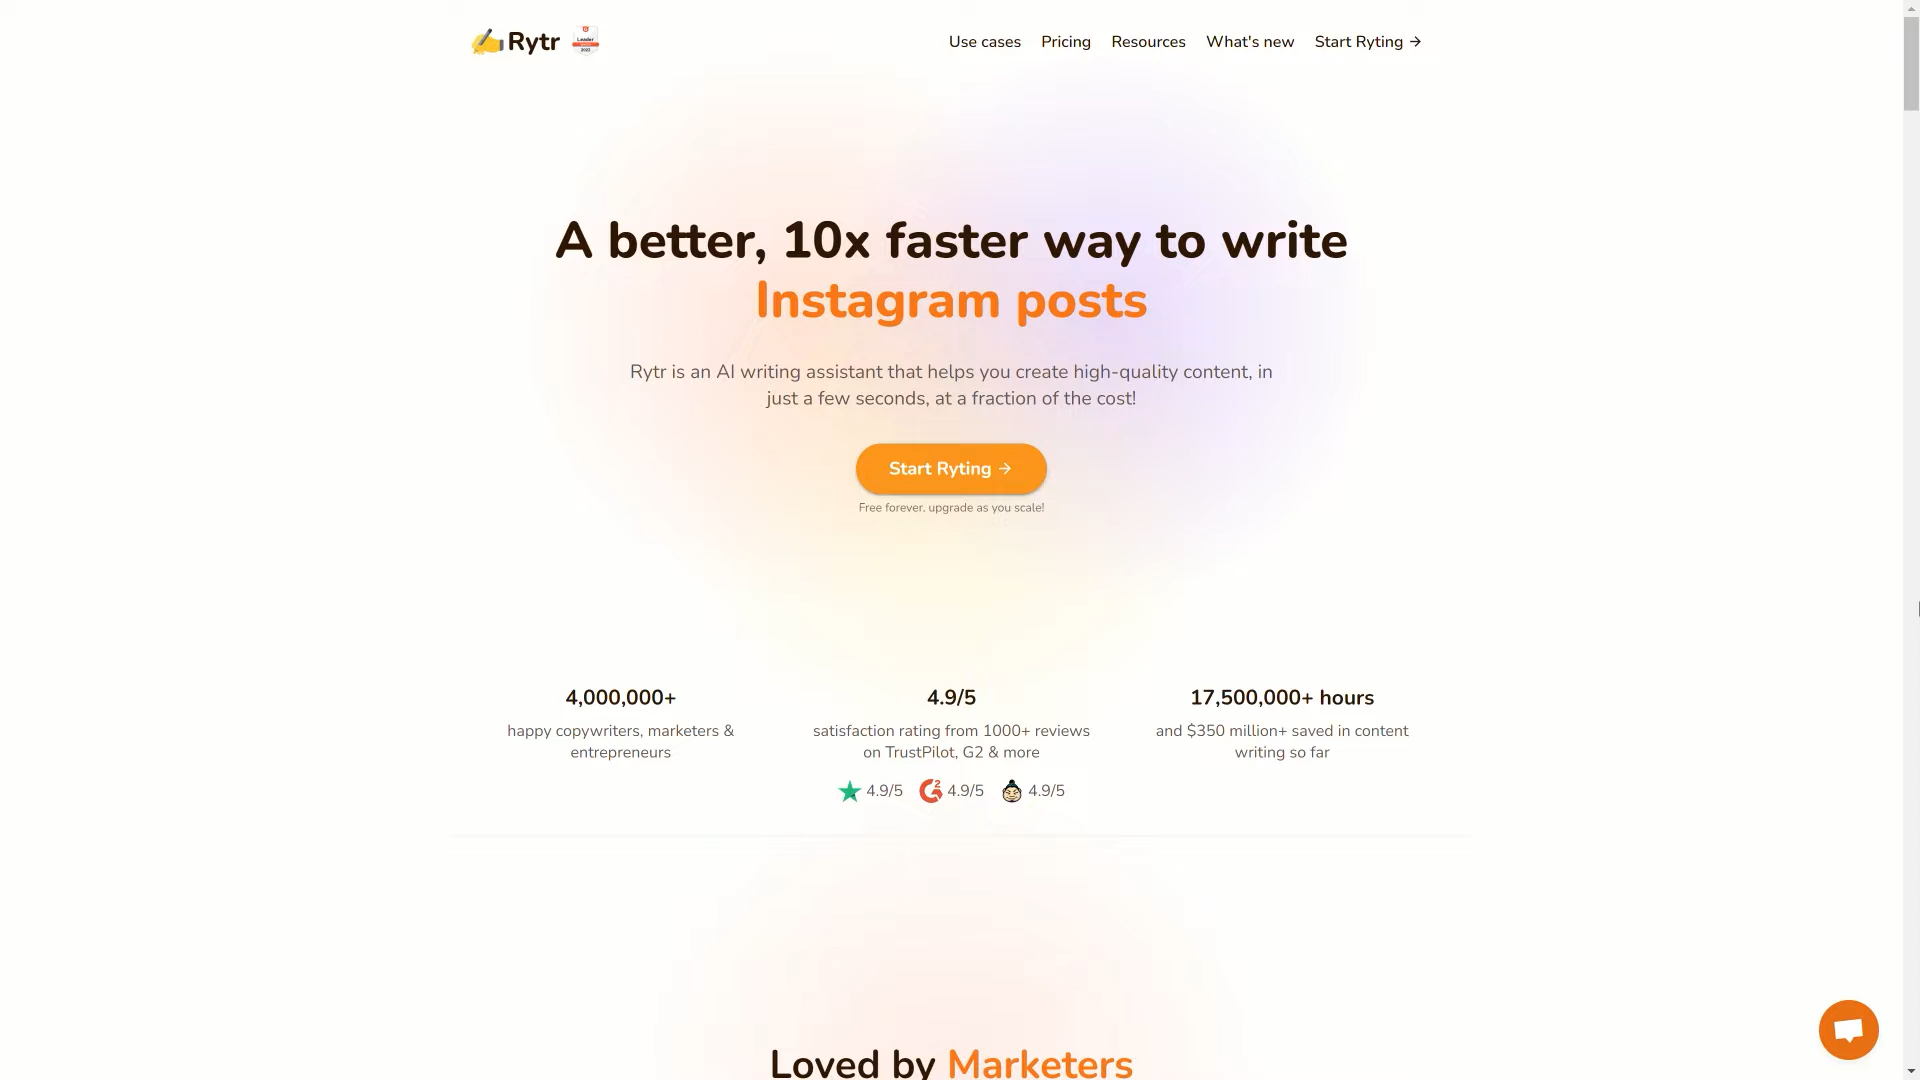 Rytr
Leader
2022
Use cases
Pricing
Resources
What's new
Start Ryting →
A better, 10x faster way to write
Instagram posts
Rytr is an AI writing assistant that helps you create high-quality content, in
just a few seconds, at a fraction of the cost!
Start Ryting →
Free forever, upgrade as you scale!
4,000,000+
happy copywriters, marketers &
entrepreneurs
4.9/5
satisfaction rating from 1000+ reviews
on TrustPilot, G2 & more
4.9/5
4.9/5
4.9/5
17,500,000+ hours
and $350 million+ saved in content
writing so far
Loved by Marketers